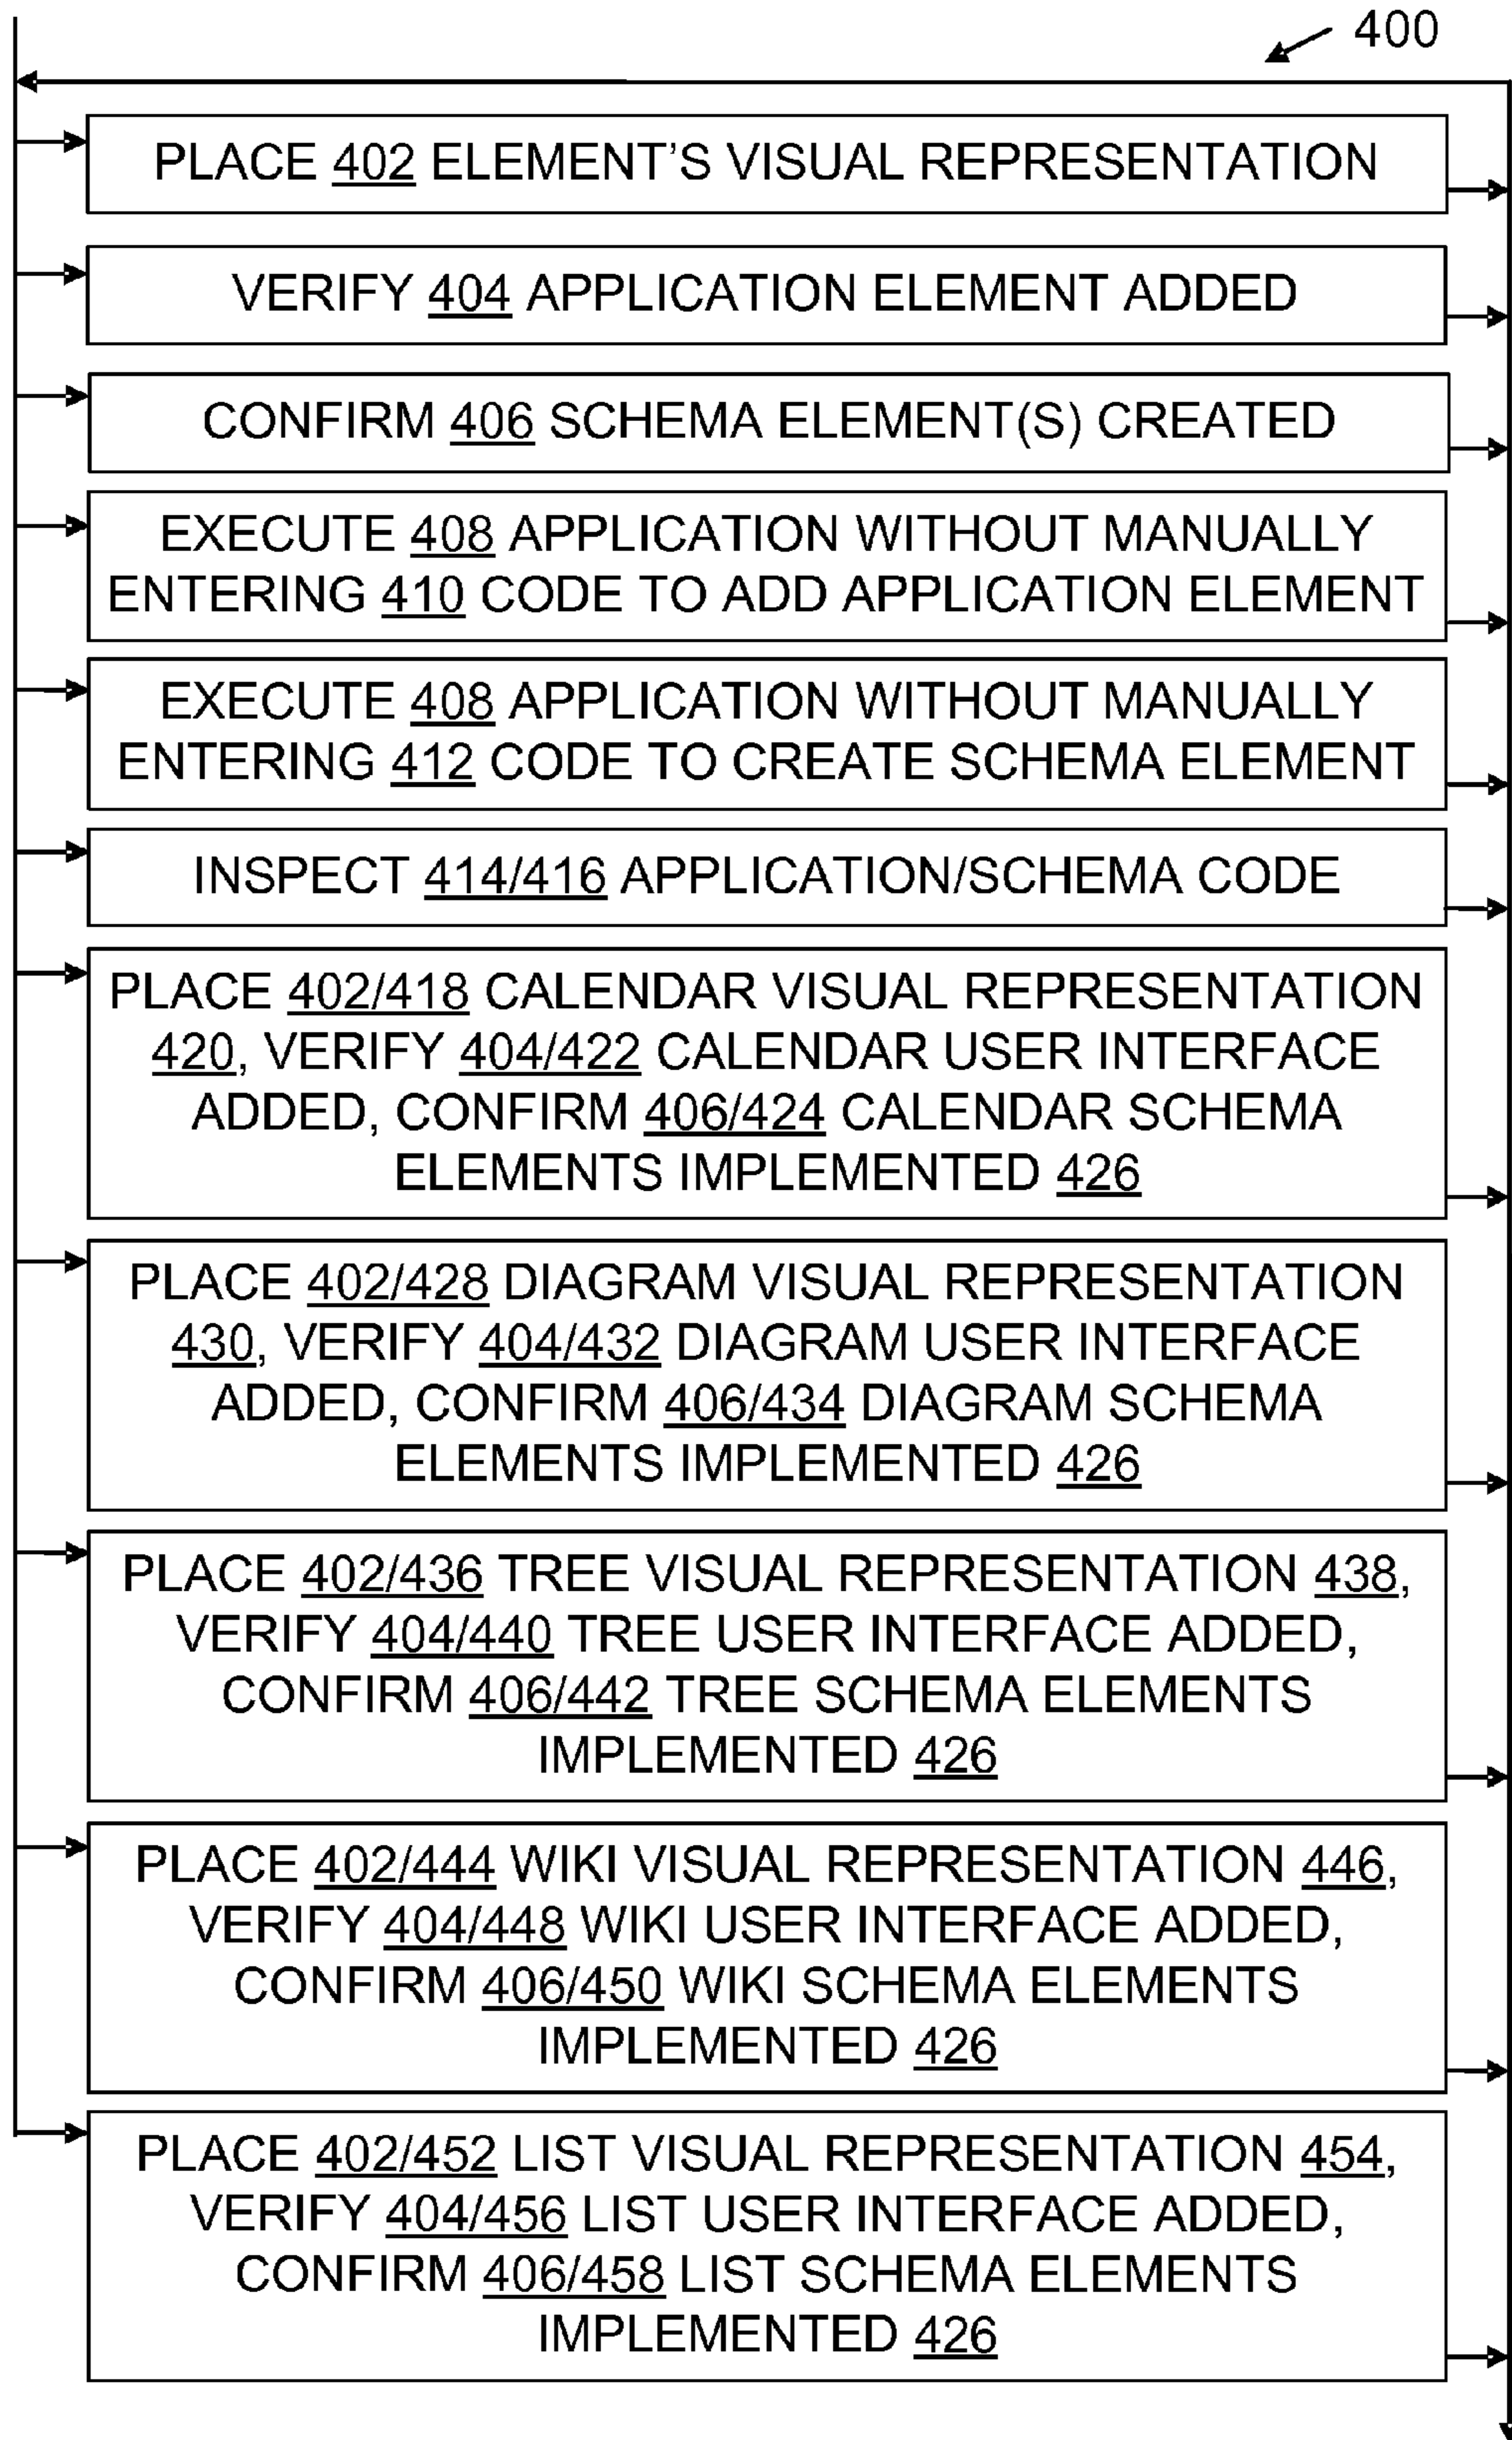 400
PLACE 402 ELEMENT'S VISUAL REPRESENTATION
VERIFY 404 APPLICATION ELEMENT ADDED
CONFIRM 406 SCHEMA ELEMENT(S) CREATED
EXECUTE 408 APPLICATION WITHOUT MANUALLY
ENTERING 410 CODE TO ADD APPLICATION ELEMENT
EXECUTE 408 APPLICATION WITHOUT MANUALLY
ENTERING 412 CODE TO CREATE SCHEMA ELEMENT
INSPECT 414/416 APPLICATION/SCHEMA CODE
PLACE 402/418 CALENDAR VISUAL REPRESENTATION
420, VERIFY 404/422 CALENDAR USER INTERFACE
ADDED, CONFIRM 406/424 CALENDAR SCHEMA
ELEMENTS IMPLEMENTED 426
PLACE 402/428 DIAGRAM VISUAL REPRESENTATION
430, VERIFY 404/432 DIAGRAM USER INTERFACE
ADDED, CONFIRM 406/434 DIAGRAM SCHEMA
ELEMENTS IMPLEMENTED 426
PLACE 402/436 TREE VISUAL REPRESENTATION 438,
VERIFY 404/440 TREE USER INTERFACE ADDED,
CONFIRM 406/442 TREE SCHEMA ELEMENTS
IMPLEMENTED 426
PLACE 402/444 WIKI VISUAL REPRESENTATION 446,
VERIFY 404/448 WIKI USER INTERFACE ADDED,
CONFIRM 406/450 WIKI SCHEMA ELEMENTS
IMPLEMENTED 426
PLACE 402/452 LIST VISUAL REPRESENTATION 454,
VERIFY 404/456 LIST USER INTERFACE ADDED,
CONFIRM 406/458 LIST SCHEMA ELEMENTS
IMPLEMENTED 426